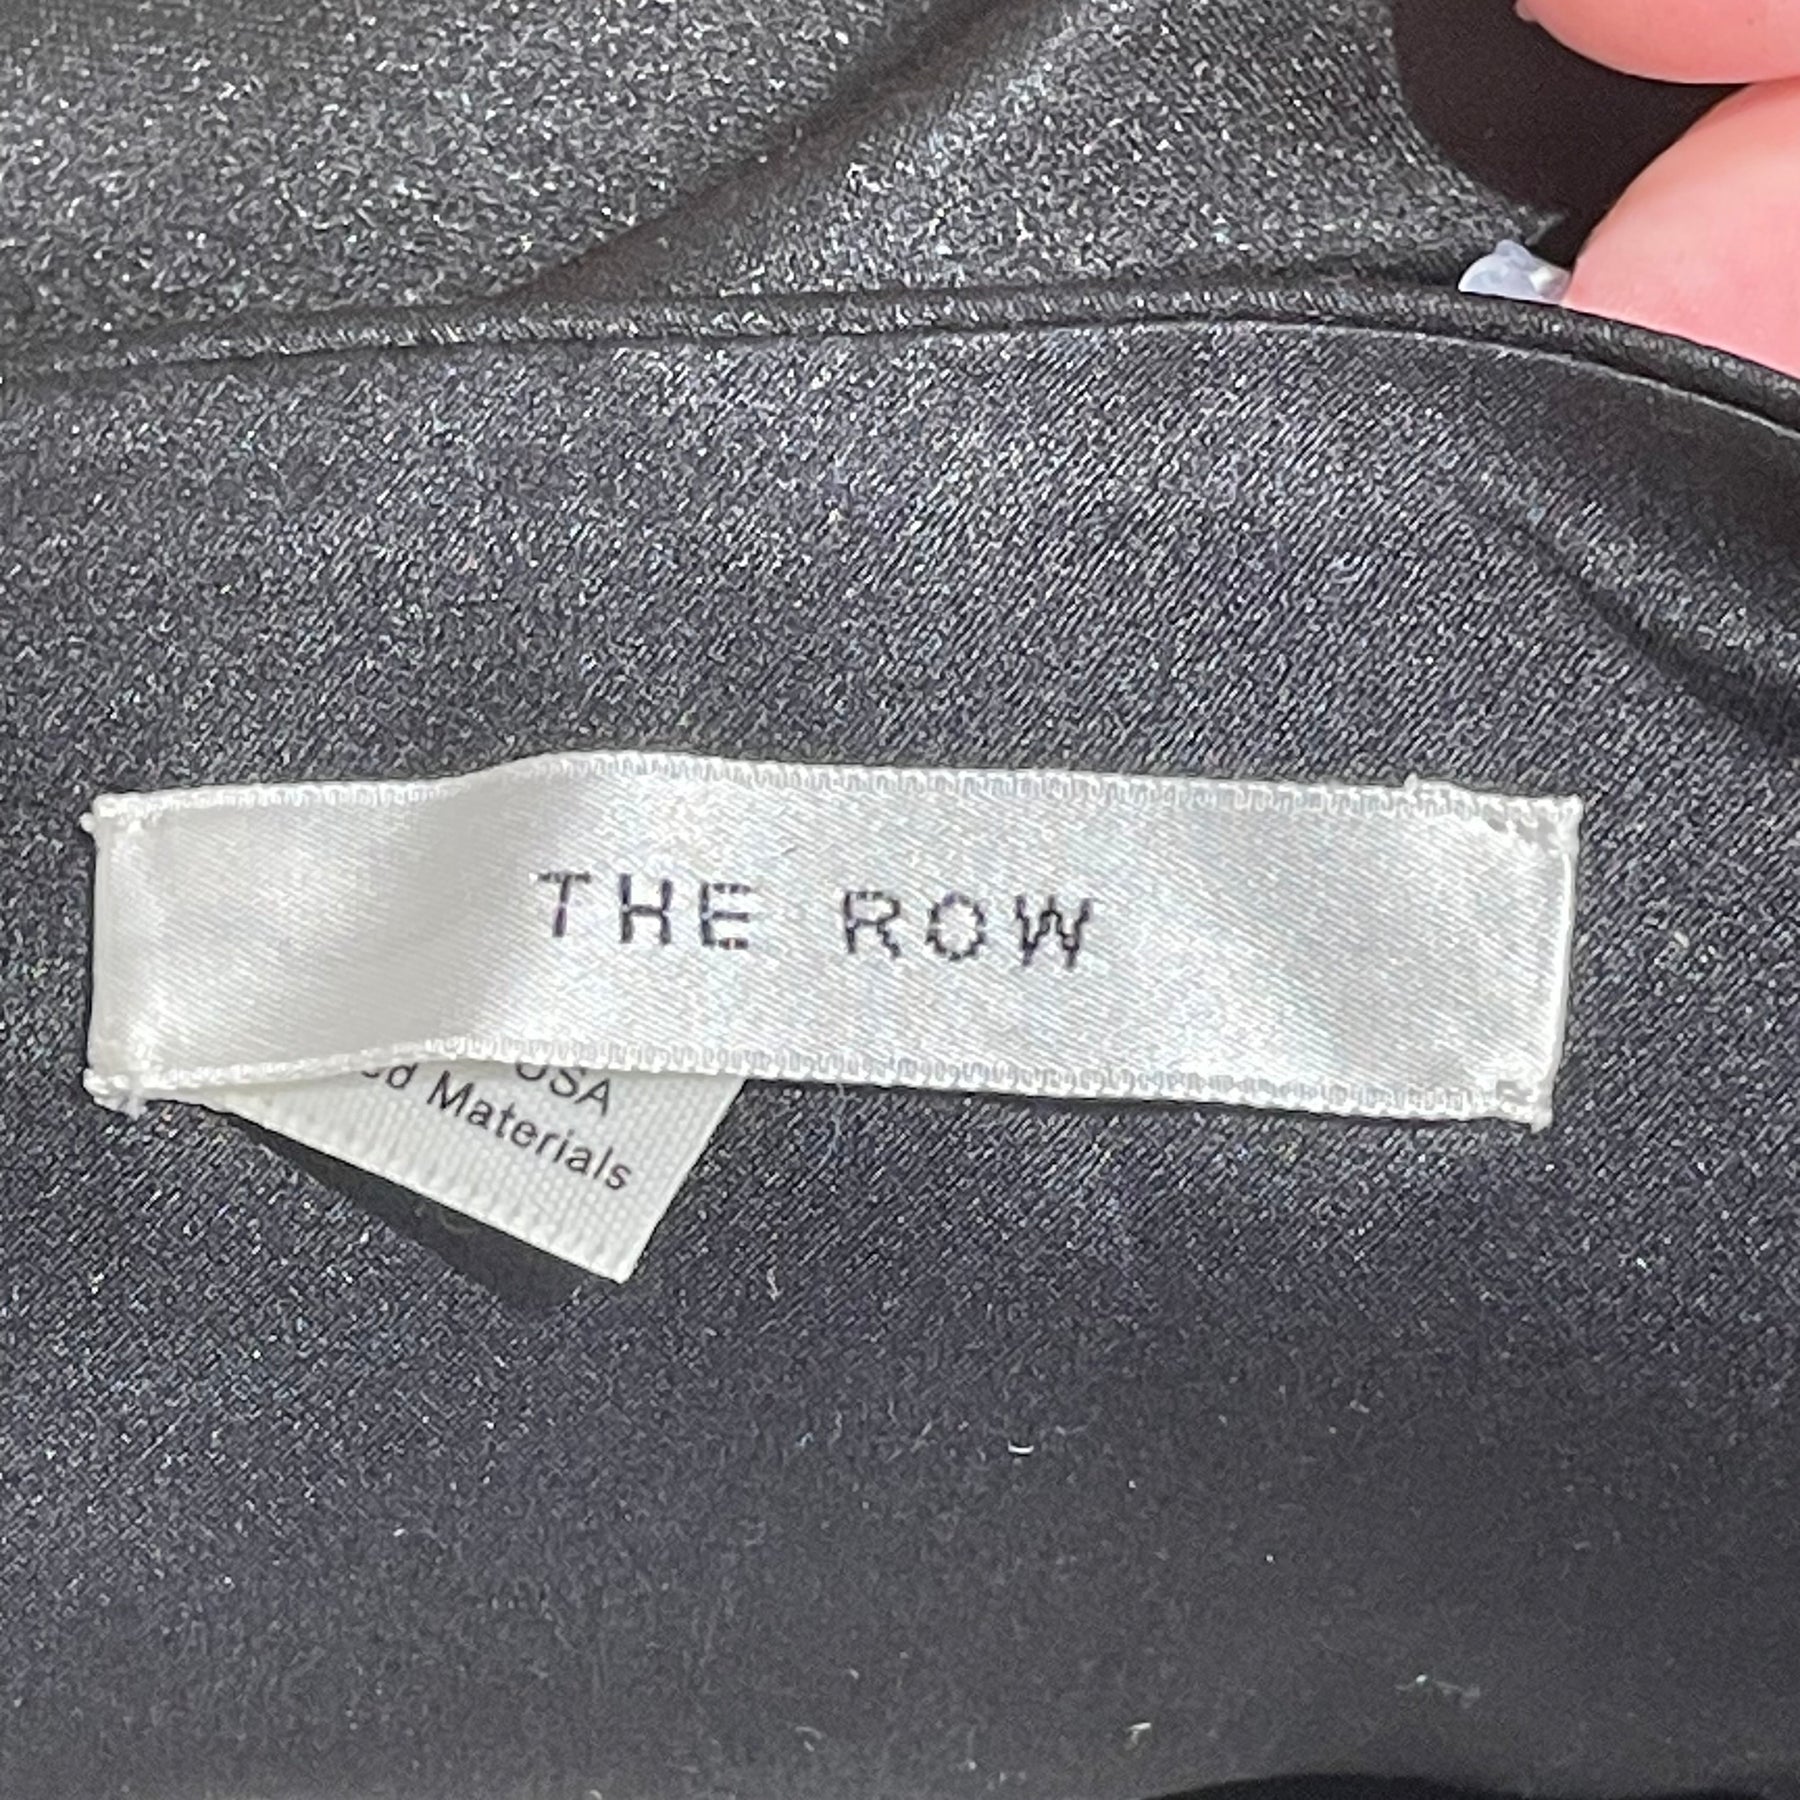 THE ROW
USA
Materials